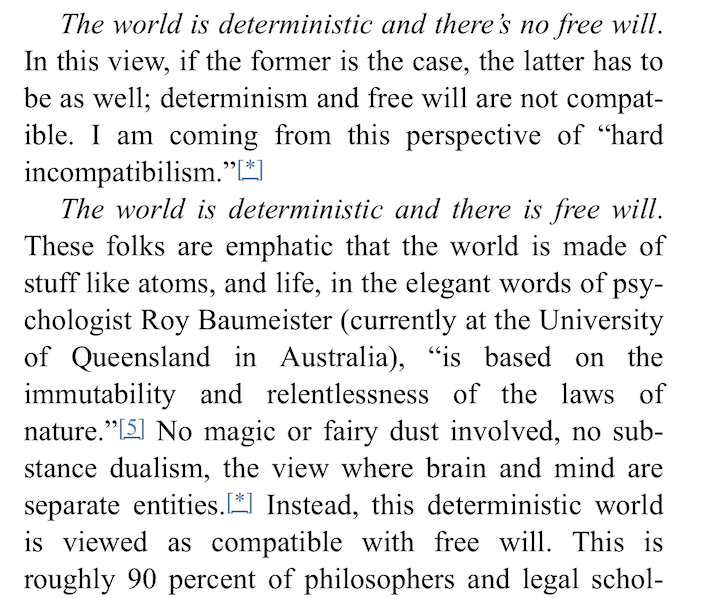 The world is deterministic and there’s no free will.
In this view, if the former is the case, the latter has to
be as well; determinism and free will are not compat-
ible. I am coming from this perspective of “hard
incompatibilism.”[*]
The world is deterministic and there is free will.
These folks are emphatic that the world is made of
stuff like atoms, and life, in the elegant words of psy-
chologist Roy Baumeister (currently at the University
of Queensland in Australia), “is based on the
immutability and relentlessness of the laws of
nature.”[5] No magic or fairy dust involved, no sub-
stance dualism, the view where brain and mind are
separate entities.[*] Instead, this deterministic world
is viewed as compatible with free will. This is
roughly 90 percent of philosophers and legal schol-